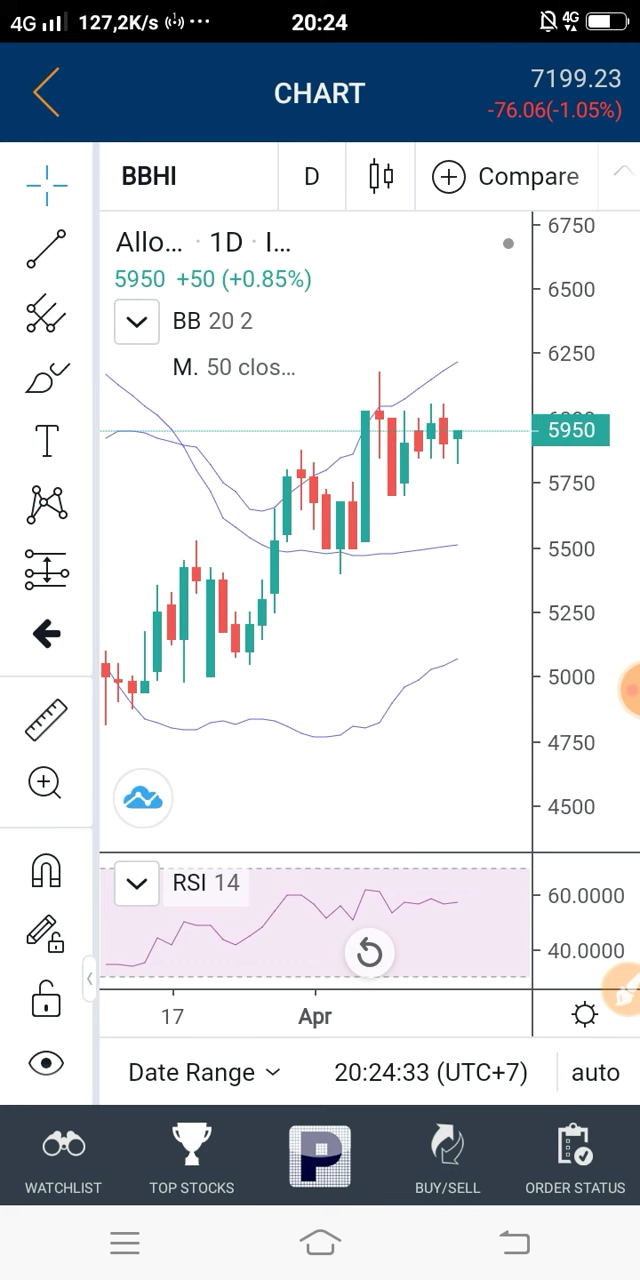 4G 127,2K/s ··· 20:24 4G
CHART
7199.23
-76.06(-1.05%)
BBHI D Compare
Allo... · 1D · I...
5950 +50 (+0.85%)
BB 20 2
M. 50 clos...
6750
6500
6250
5950
5750
5500
5250
5000
4750
4500
RSI 14
60.0000
40.0000
17 Apr
Date Range 20:24:33 (UTC+7) auto
WATCHLIST TOP STOCKS P BUY/SELL ORDER STATUS